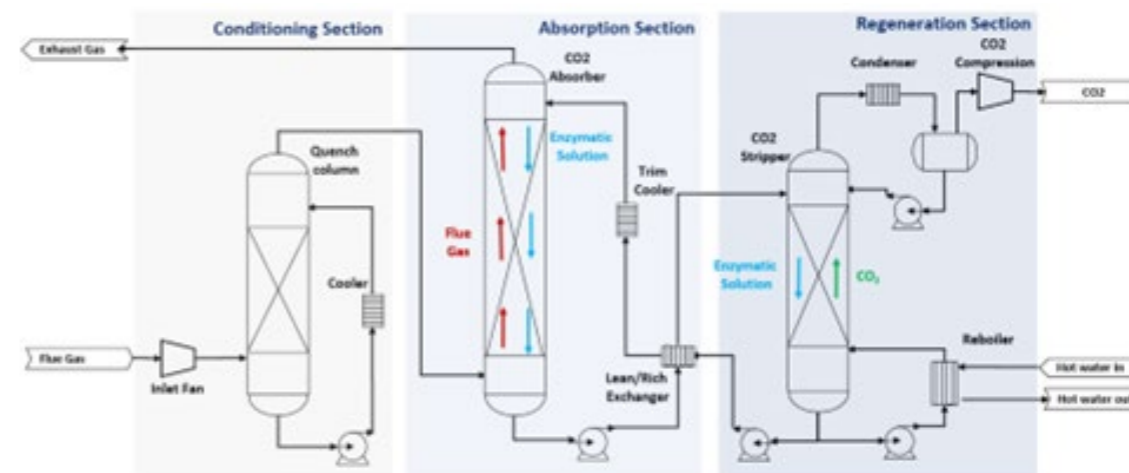 Conditioning Section
Absorption Section
Regeneration Section
Exhaust Gas
CO2
Absorber
Condenser
CO2
Compression
CO2
Quench
column
Enzymatic
Solution
CO2
Stripper
Trim
Cooler
Flue
Gas
Enzymatic
Solution
CO₂
Cooler
Flue Gas
Inlet Fan
Lean/Rich
Exchanger
Reboiler
Hot water in
Hot water out